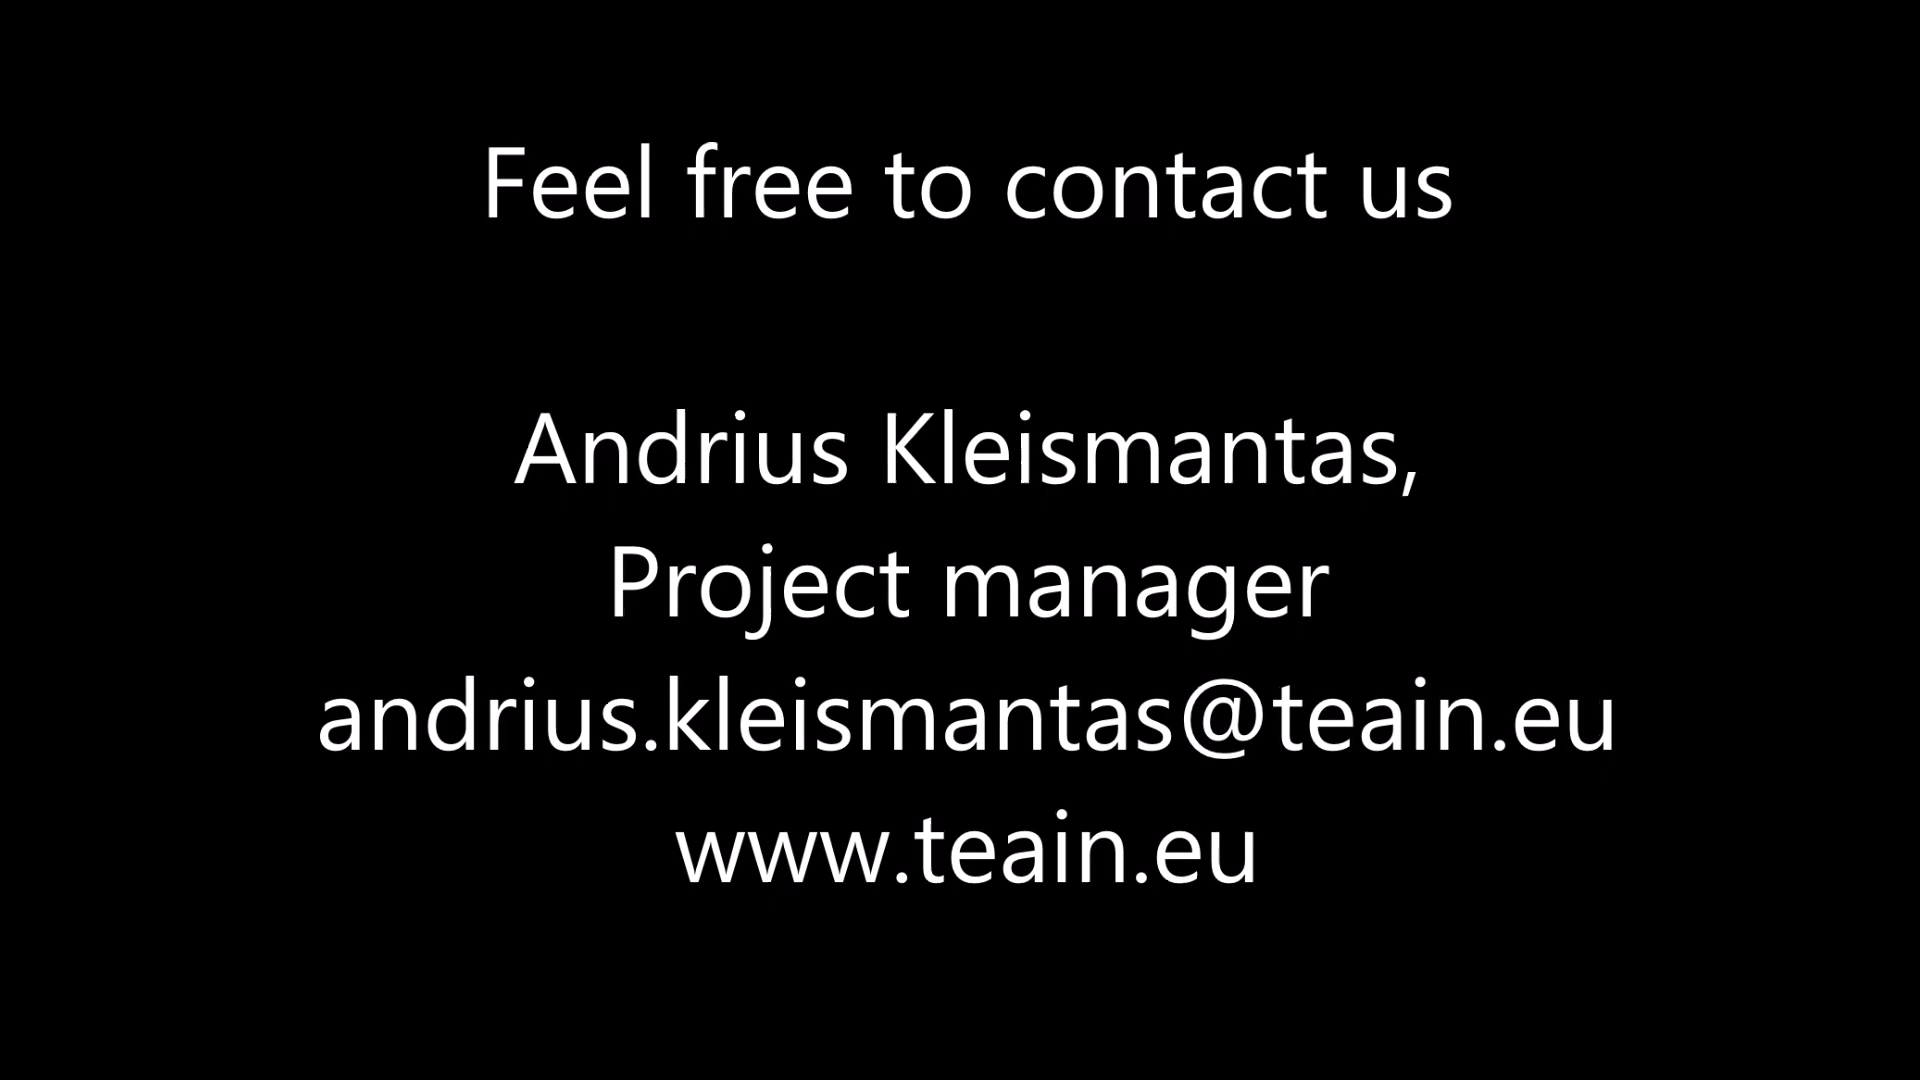 Feel free to contact us
Andrius Kleismantas,
Project manager
andrius.kleismantas@teain.eu
www.teain.eu